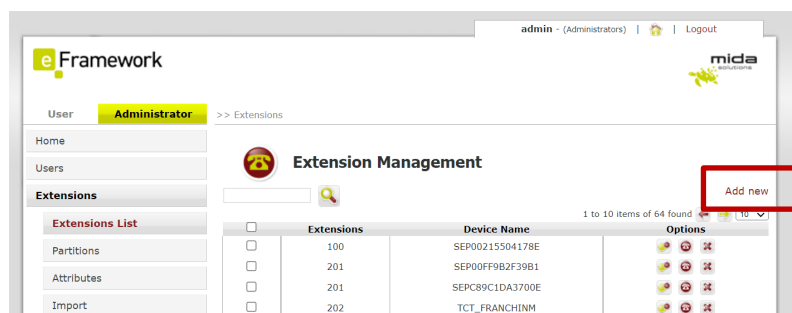 admin - (Administrators) | | Logout
e Framework
mida
solutions
User Administrator >> Extensions
Home
Users
Extensions
Extensions List
Partitions
Attributes
Import
Extension Management
Add new
1 to 10 items of 64 found 10
Extensions Device Name Options
100 SEP00215504178E
201 SEP00FF9B2F39B1
201 SEPC89C1DA3700E
202 TCT_FRANCHINM